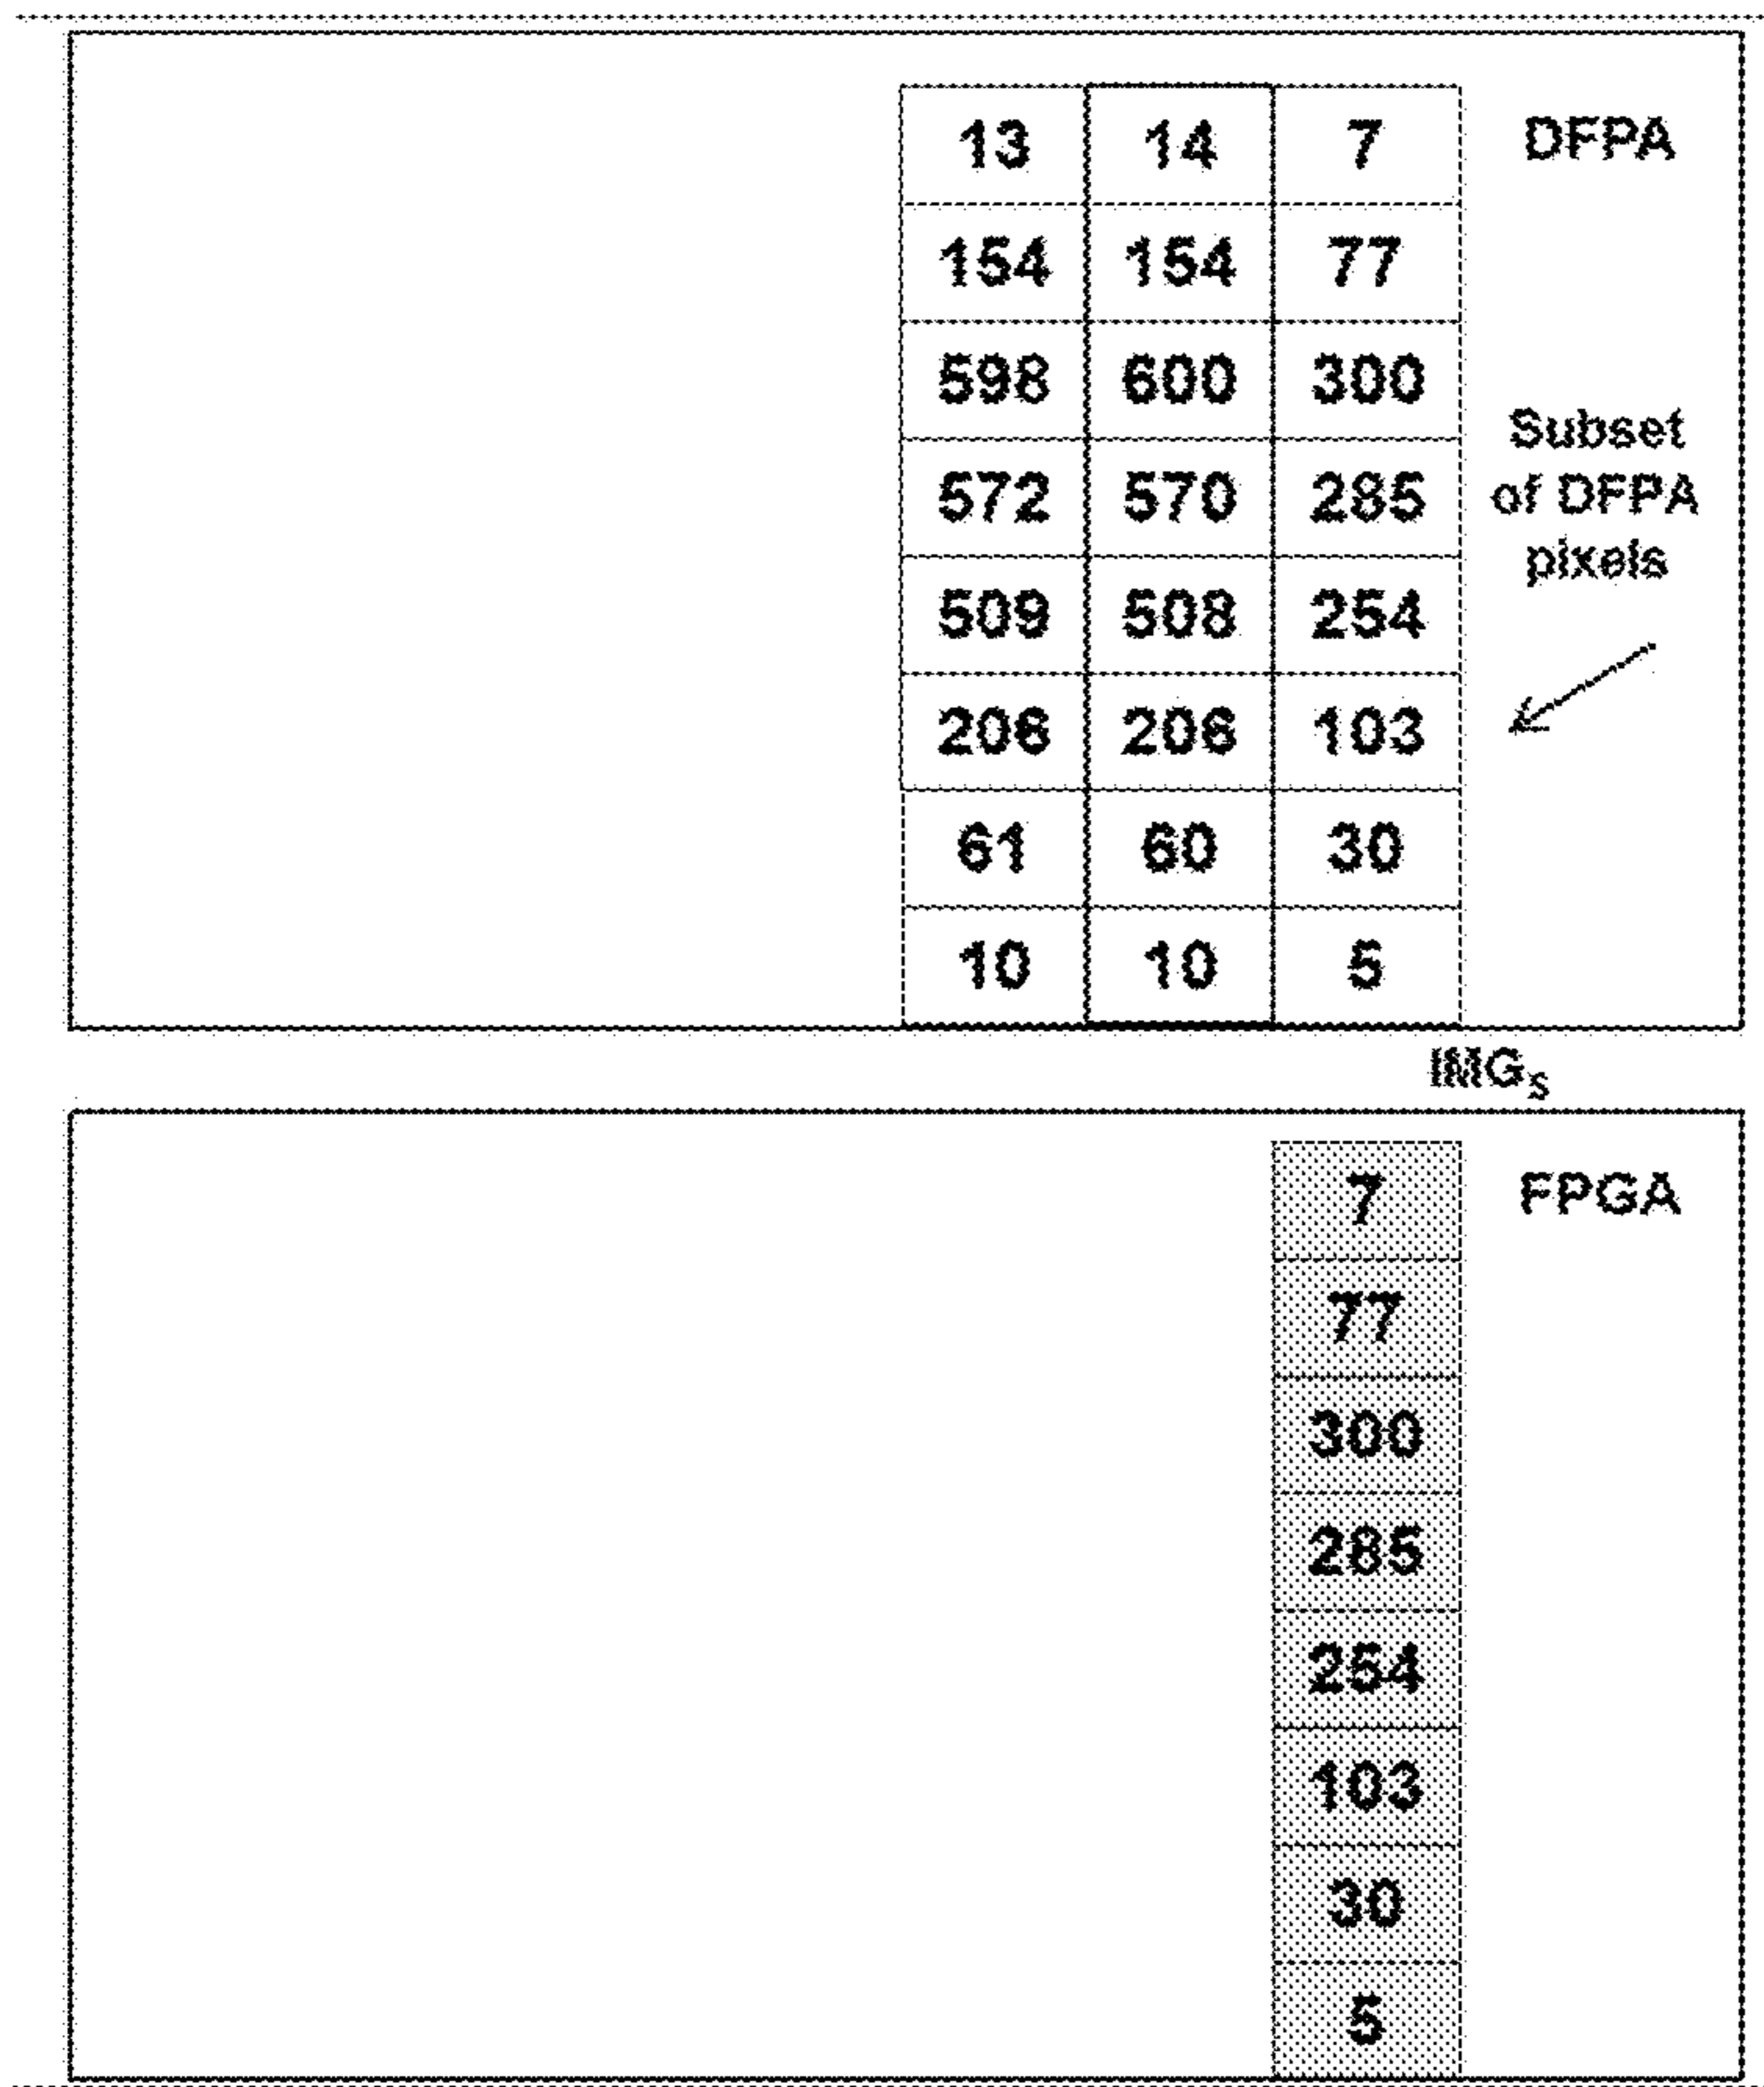 13 14 7 DFPA
154 154 77
598 600 300
Subset
572 570 285 of DFPA
pixels
509 508 254
206 206 103
61 60 30
10 10 5
IMGS
7 FPGA
77
300
285
254
103
30
5